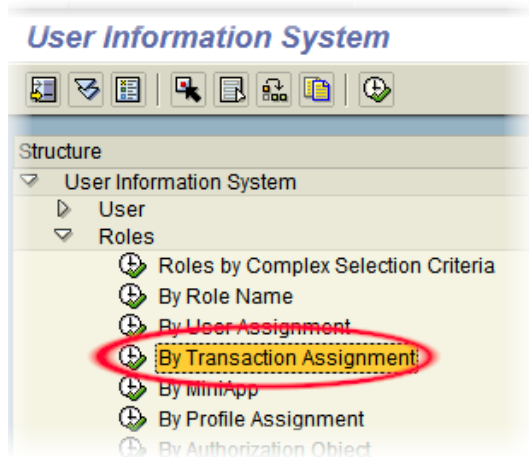 User Information System
Structure
User Information System
User
Roles
Roles by Complex Selection Criteria
By Role Name
By User Assignment
By Transaction Assignment
By MiniApp
By Profile Assignment
By Authorization Object